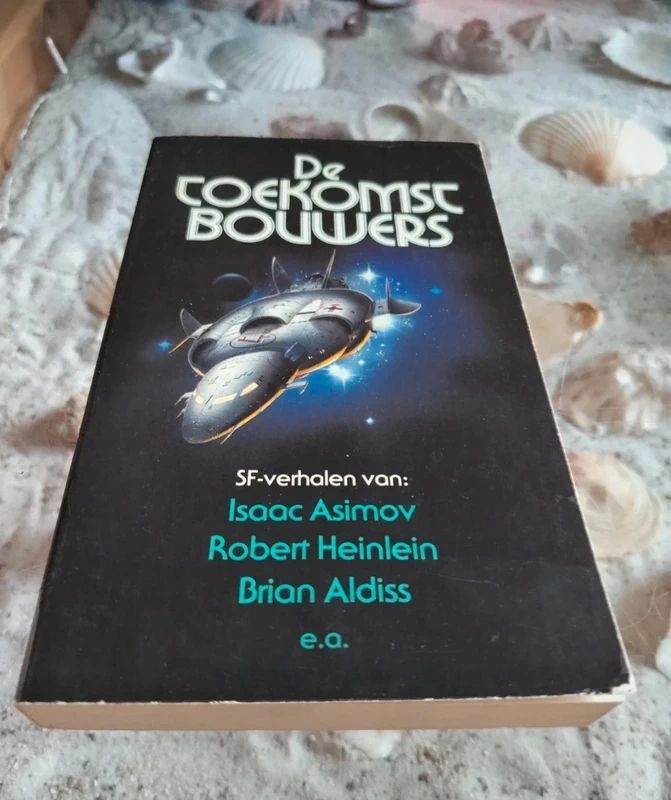 De
TOEKOMST
BOUWERS
SF-verhalen van:
Isaac Asimov
Robert Heinlein
Brian Aldiss
e.a.